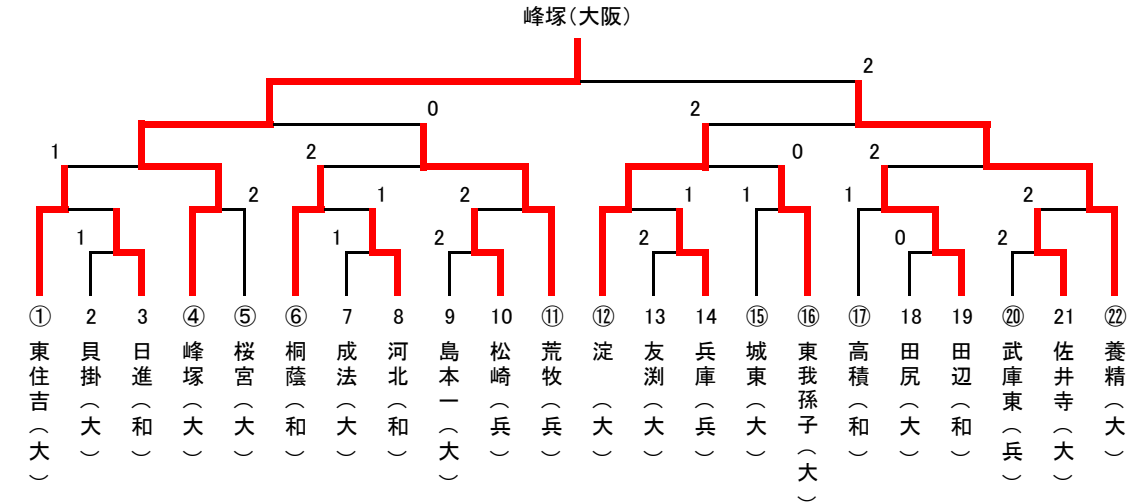 峰塚（大阪）
2
0 2
1 2 0 2
2 1 2 1 1 1 2
1 1 2 2 0 2
① 2 3 ④ ⑤ ⑥ 7 8 9 10 ⑪ ⑫ 13 14 ⑮ ⑯ ⑰ 18 19 ⑳ 21 ㉒
東住吉（大）
貝掛（大）
日進（和）
峰塚（大）
桜宮（大）
桐蔭（和）
成法（大）
河北（和）
島本一（大）
松崎（兵）
荒牧（兵）
淀　（大）
友渕（大）
兵庫（兵）
城東（大）
東我孫子（大）
高積（和）
田尻（大）
田辺（和）
武庫東（兵）
佐井寺（大）
養精（大）